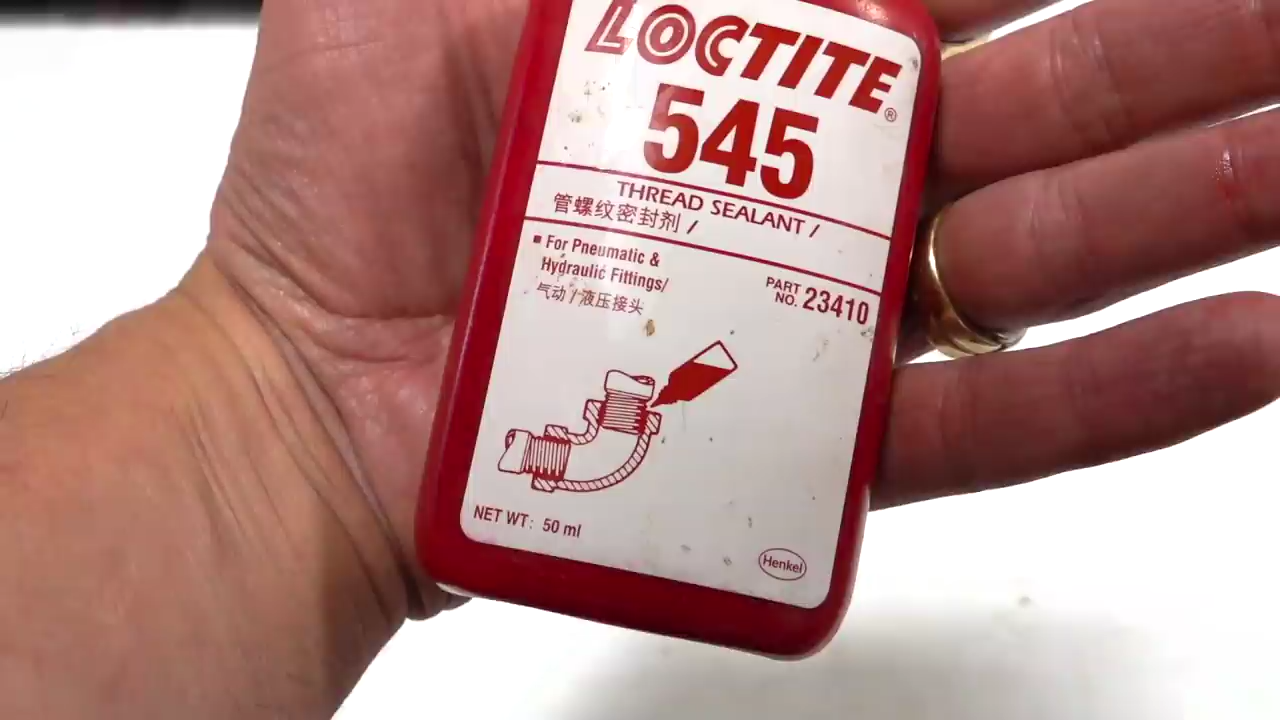 LOCTITE®
545
THREAD SEALANT /
管螺纹密封剂 /
▪ For Pneumatic &
Hydraulic Fittings/
气动 / 液压接头
PART
NO. 23410
NET WT: 50 ml
Henkel